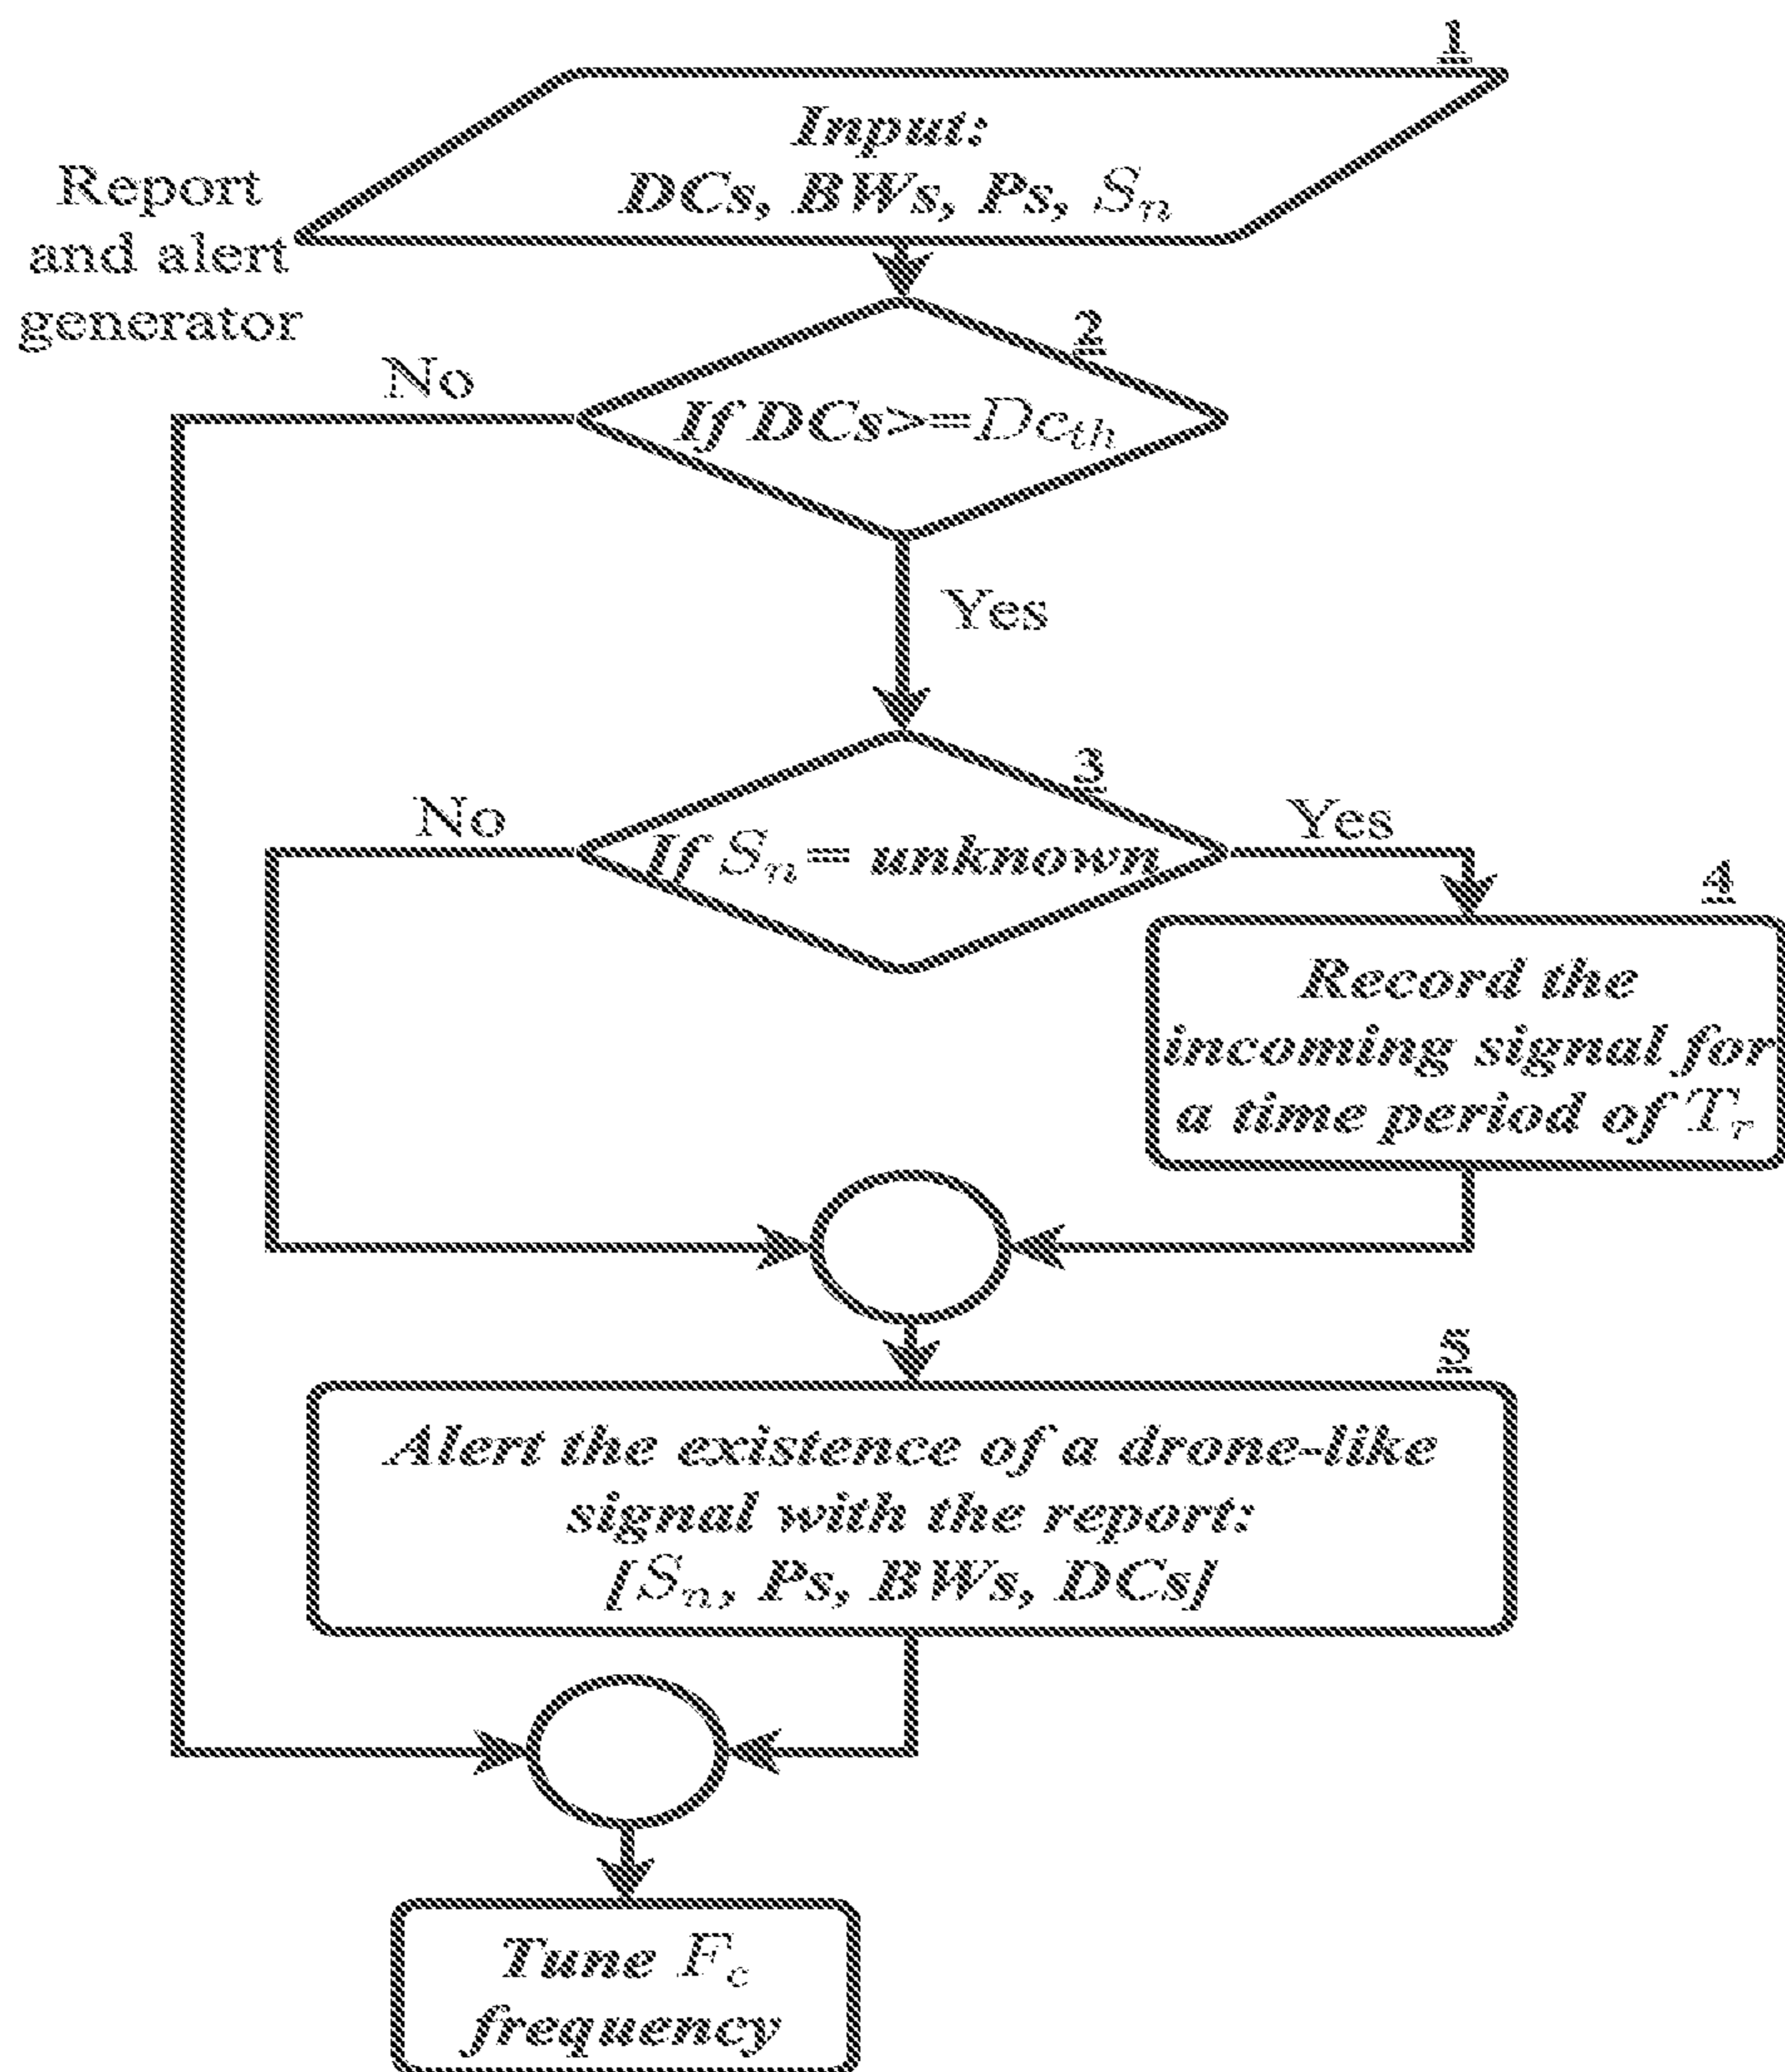 1
Input:
DCs, BWs, Ps, Sₙ
Report
and alert
generator
2
No
If DCs>=Dcₜₕ
Yes
3
No
If Sₙ= unknown
Yes
4
Record the
incoming signal for
a time period of Tᵣ
5
Alert the existence of a drone-like
signal with the report:
[Sₙ, Ps, BWs, DCs]
Tune F_c
frequency